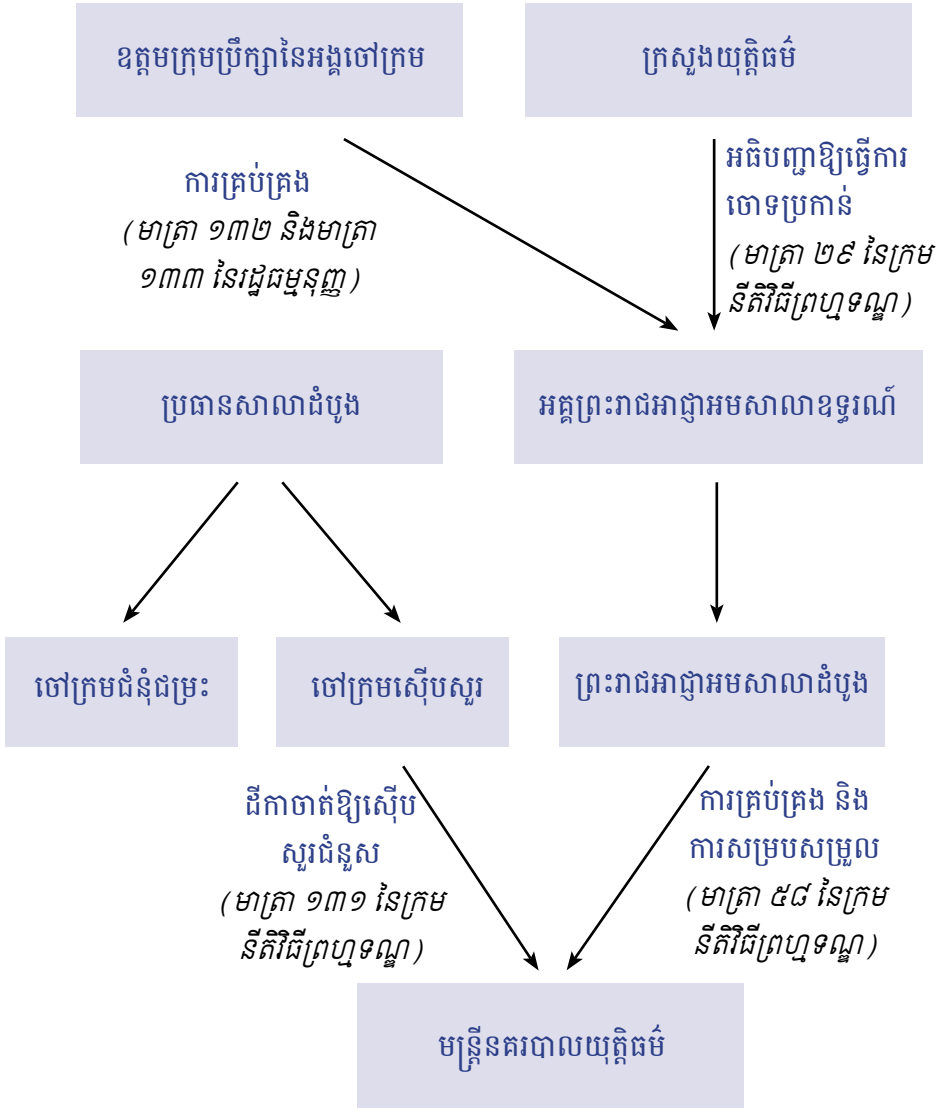 ឧត្តមក្រុមប្រឹក្សានៃអង្គចៅក្រម
ក្រសួងយុត្តិធម៌
ការគ្រប់គ្រង
(មាត្រា ១៣២ និងមាត្រា
១៣៣ នៃរដ្ឋធម្មនុញ្ញ)
អធិបញ្ជាឱ្យធ្វើការ
ចោទប្រកាន់
(មាត្រា ២៩ នៃក្រម
នីតិវិធីព្រហ្មទណ្ឌ)
ប្រធានសាលាដំបូង
អគ្គព្រះរាជអាជ្ញាអមសាលាឧទ្ធរណ៍
ចៅក្រមជំនុំជម្រះ
ចៅក្រមស៊ើបសួរ
ព្រះរាជអាជ្ញាអមសាលាដំបូង
ដីកាចាត់ឱ្យស៊ើប
សួរជំនួស
(មាត្រា ១៣១ នៃក្រម
នីតិវិធីព្រហ្មទណ្ឌ)
ការគ្រប់គ្រង និង
ការសម្របសម្រួល
(មាត្រា ៥៨ នៃក្រម
នីតិវិធីព្រហ្មទណ្ឌ)
មន្ត្រីនគរបាលយុត្តិធម៌